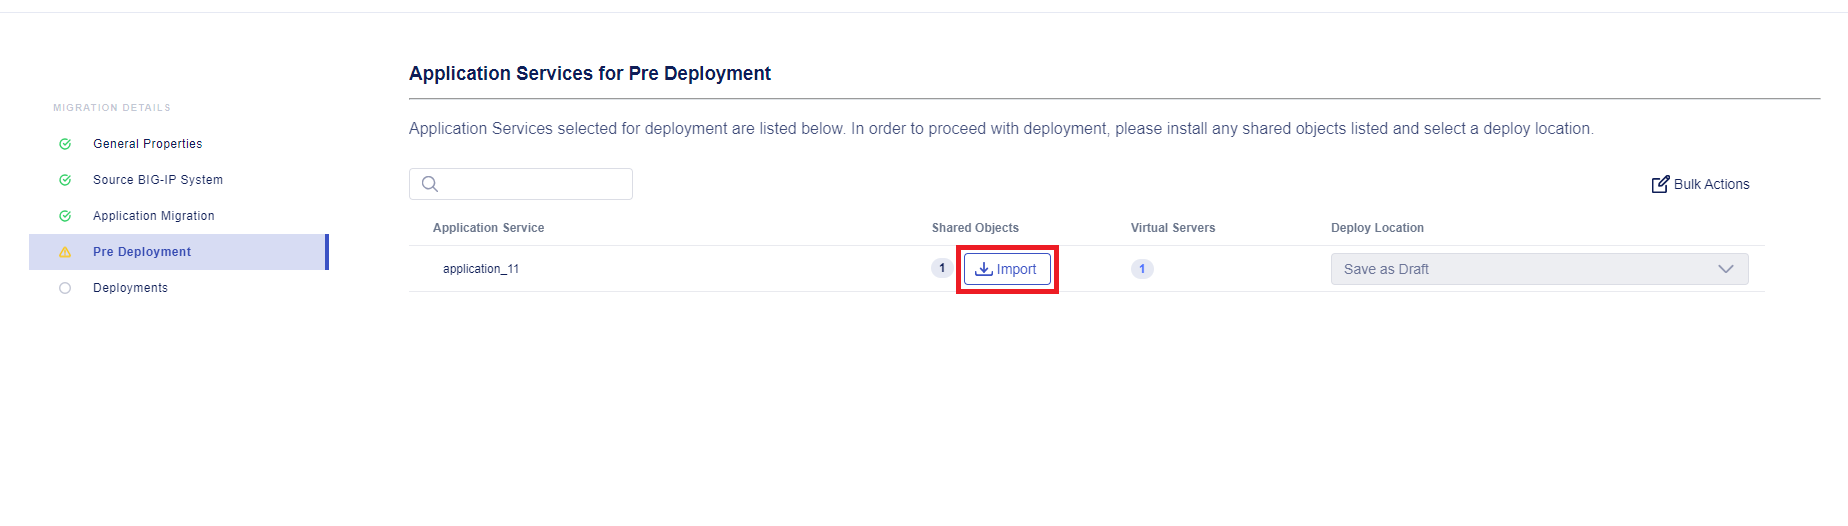 Application Services for Pre Deployment
MIGRATION DETAILS
Application Services selected for deployment are listed below. In order to proceed with deployment, please install any shared objects listed and select a deploy location.
General Properties
Source BIG-IP System
Bulk Actions
Application Migration
Application Service Shared Objects Virtual Servers Deploy Location
Pre Deployment
application_11 1 Import 1 Save as Draft
Deployments